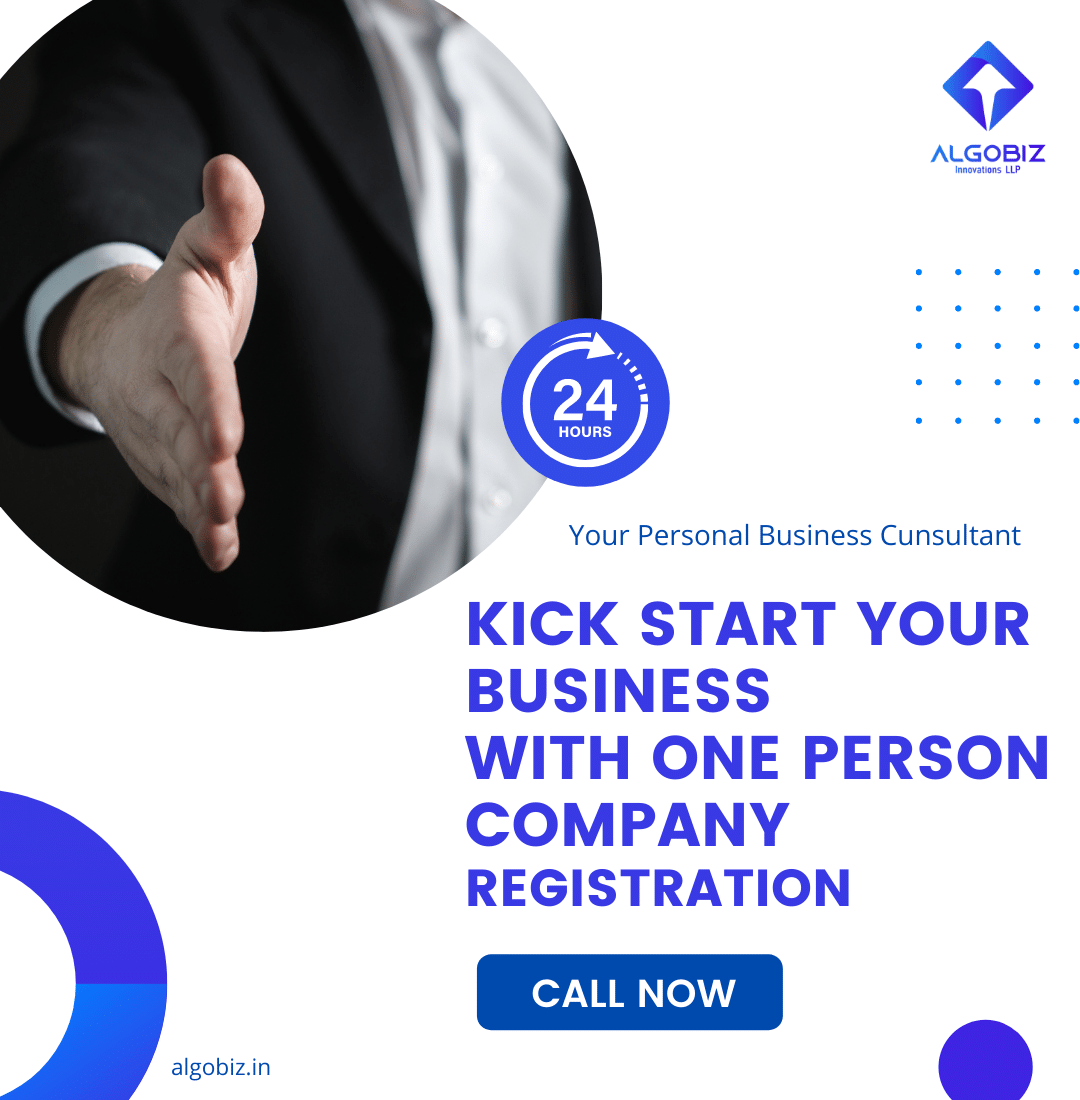 ALGOBIZ
Innovations LLP
24
HOURS
Your Personal Business Cunsultant
KICK START YOUR
BUSINESS
WITH ONE PERSON
COMPANY
REGISTRATION
CALL NOW
algobiz.in